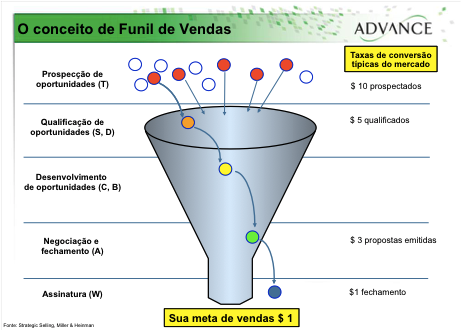 O conceito de Funil de Vendas
ADVANCE
Taxas de conversão
típicas do mercado
Prospecção de
oportunidades (T)
$ 10 prospectados
Qualificação de
oportunidades (S, D)
$ 5 qualificados
Desenvolvimento
de oportunidades (C, B)
Negociação e
fechamento (A)
$ 3 propostas emitidas
Assinatura (W)
$1 fechamento
Sua meta de vendas $ 1
Fonte: Strategic Selling, Miller & Heinman